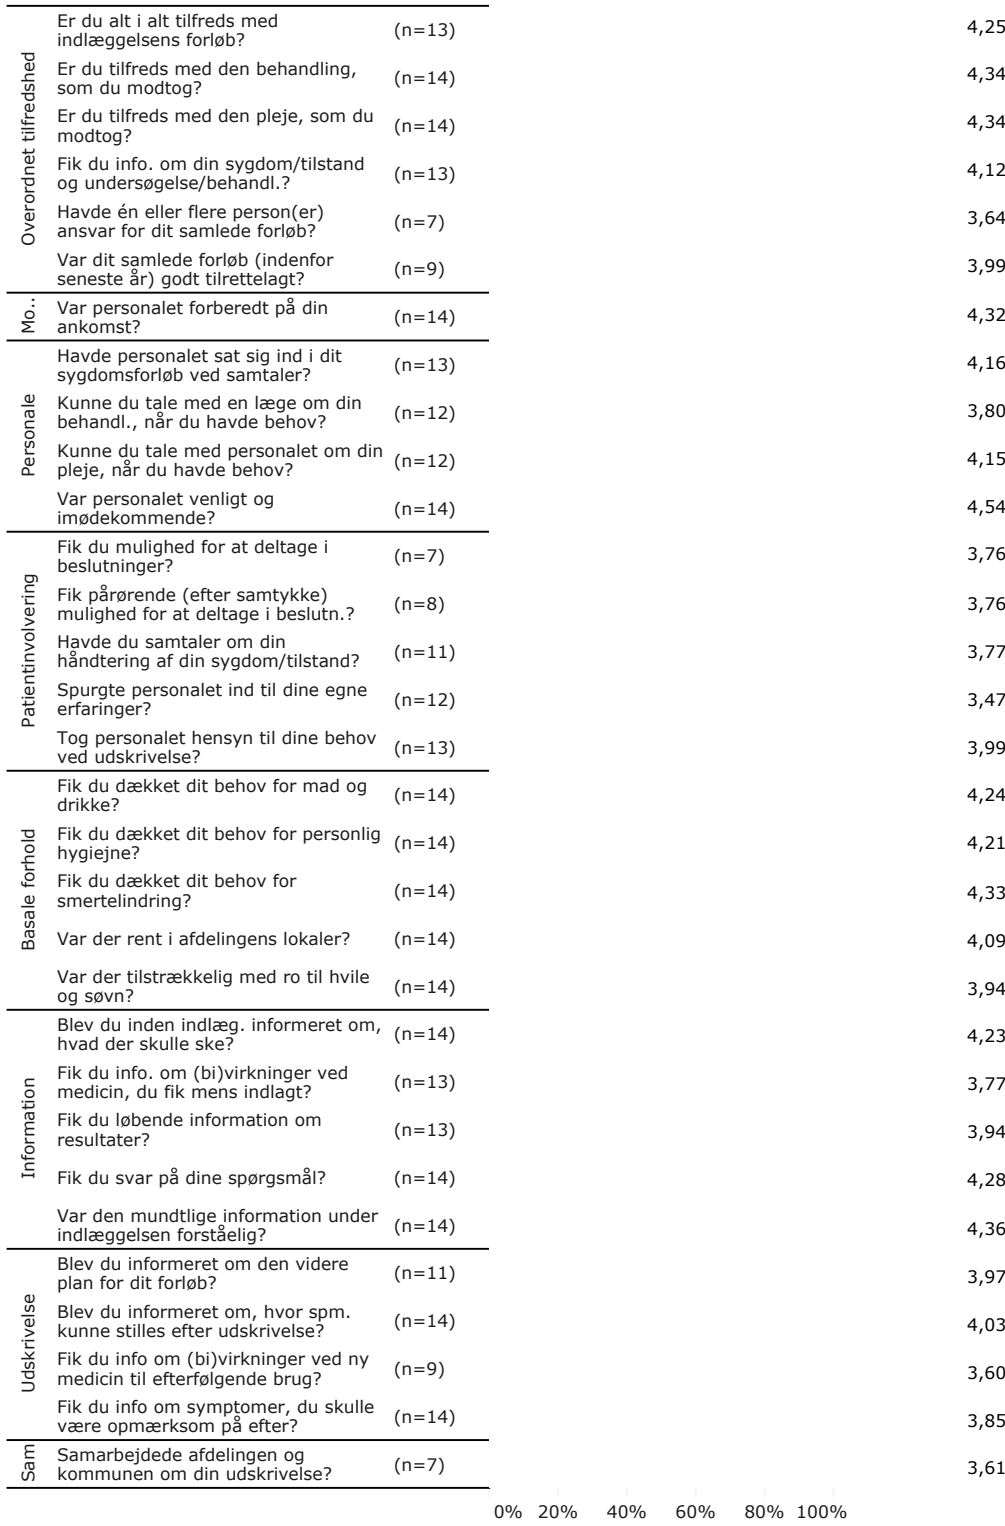 Overordnet tilfredshed
Er du alt i alt tilfreds med
indlæggelsens forløb?
(n=13)
4,25
Er du tilfreds med den behandling,
som du modtog?
(n=14)
4,34
Er du tilfreds med den pleje, som du
modtog?
(n=14)
4,34
Fik du info. om din sygdom/tilstand
og undersøgelse/behandl.?
(n=13)
4,12
Havde én eller flere person(er)
ansvar for dit samlede forløb?
(n=7)
3,64
Var dit samlede forløb (indenfor
seneste år) godt tilrettelagt?
(n=9)
3,99
Mo..
Var personalet forberedt på din
ankomst?
(n=14)
4,32
Personale
Havde personalet sat sig ind i dit
sygdomsforløb ved samtaler?
(n=13)
4,16
Kunne du tale med en læge om din
behandl., når du havde behov?
(n=12)
3,80
Kunne du tale med personalet om din
pleje, når du havde behov?
(n=12)
4,15
Var personalet venligt og
imødekommende?
(n=14)
4,54
Patientinvolvering
Fik du mulighed for at deltage i
beslutninger?
(n=7)
3,76
Fik pårørende (efter samtykke)
mulighed for at deltage i beslutn.?
(n=8)
3,76
Havde du samtaler om din
håndtering af din sygdom/tilstand?
(n=11)
3,77
Spurgte personalet ind til dine egne
erfaringer?
(n=12)
3,47
Tog personalet hensyn til dine behov
ved udskrivelse?
(n=13)
3,99
Basale forhold
Fik du dækket dit behov for mad og
drikke?
(n=14)
4,24
Fik du dækket dit behov for personlig
hygiejne?
(n=14)
4,21
Fik du dækket dit behov for
smertelindring?
(n=14)
4,33
Var der rent i afdelingens lokaler?
(n=14)
4,09
Var der tilstrækkelig med ro til hvile
og søvn?
(n=14)
3,94
Information
Blev du inden indlæg. informeret om,
hvad der skulle ske?
(n=14)
4,23
Fik du info. om (bi)virkninger ved
medicin, du fik mens indlagt?
(n=13)
3,77
Fik du løbende information om
resultater?
(n=13)
3,94
Fik du svar på dine spørgsmål?
(n=14)
4,28
Var den mundtlige information under
indlæggelsen forståelig?
(n=14)
4,36
Udskrivelse
Blev du informeret om den videre
plan for dit forløb?
(n=11)
3,97
Blev du informeret om, hvor spm.
kunne stilles efter udskrivelse?
(n=14)
4,03
Fik du info om (bi)virkninger ved ny
medicin til efterfølgende brug?
(n=9)
3,60
Fik du info om symptomer, du skulle
være opmærksom på efter?
(n=14)
3,85
Sam
Samarbejdede afdelingen og
kommunen om din udskrivelse?
(n=7)
3,61
0% 20% 40% 60% 80% 100%